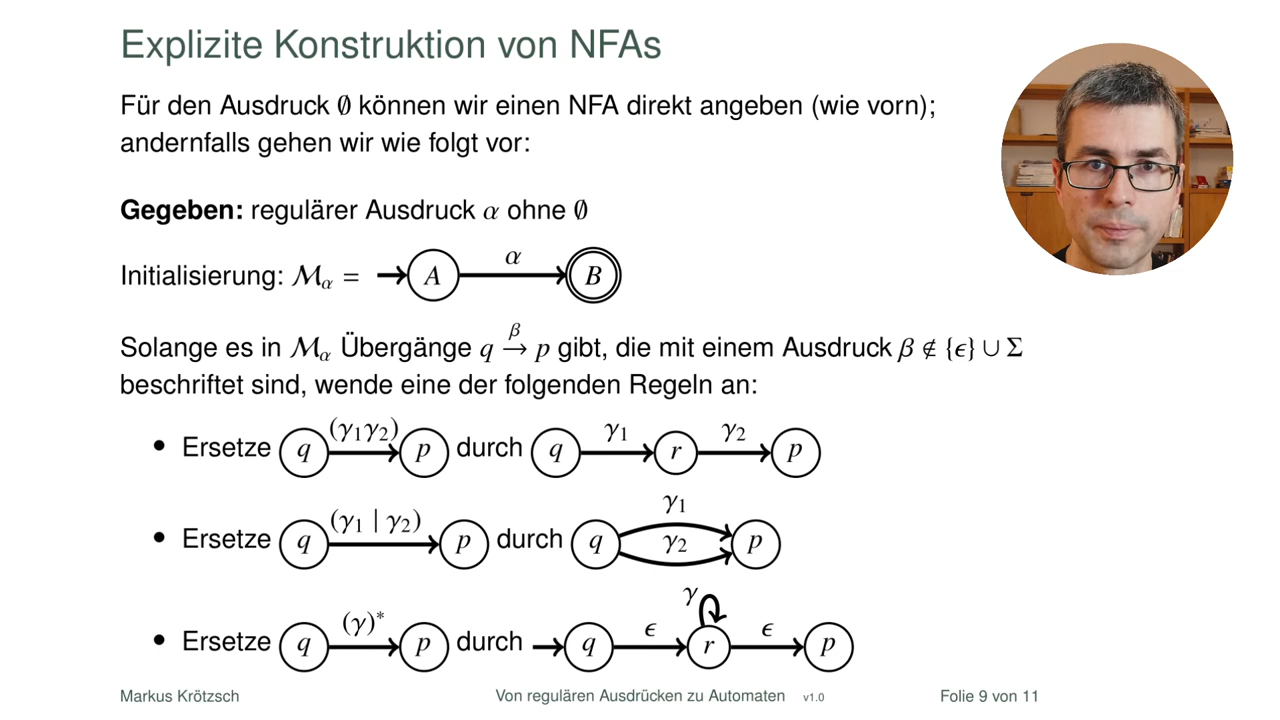 Explizite Konstruktion von NFAs
Für den Ausdruck ∅ können wir einen NFA direkt angeben (wie vorn);
andernfalls gehen wir wie folgt vor:
Gegeben: regulärer Ausdruck α ohne ∅
Initialisierung: 𝓜α = A α B
Solange es in 𝓜α Übergänge q →β p gibt, die mit einem Ausdruck β ∉ {ϵ} ∪ Σ
beschriftet sind, wende eine der folgenden Regeln an:
• Ersetze q (γ₁γ₂) p durch q γ₁ r γ₂ p
• Ersetze q (γ₁ | γ₂) p durch q γ₁ γ₂ p
• Ersetze q (γ)* p durch q ϵ r γ ϵ p
Markus Krötzsch Von regulären Ausdrücken zu Automaten v1.0 Folie 9 von 11